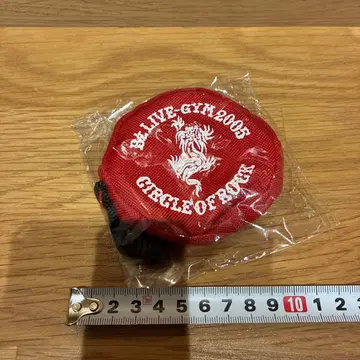 B'z LIVE-GYM 2005
CIRCLE OF ROCK
2 3 4 5 6 7 8 9 10 1 2